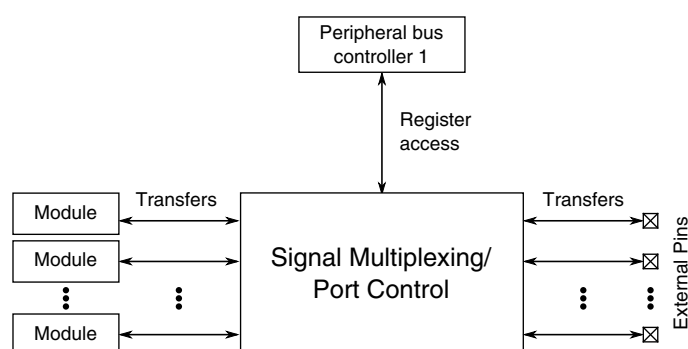 Peripheral bus
controller 1
Register
access
Transfers
Transfers
Module
Module
Module
Signal Multiplexing/
Port Control
External Pins